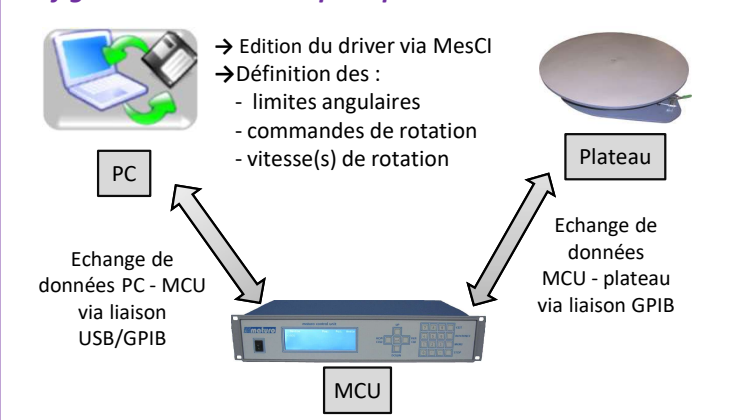 → Edition du driver via MesCI
→Définition des :
- limites angulaires
- commandes de rotation
- vitesse(s) de rotation
PC
Plateau
Echange de
données PC - MCU
via liaison
USB/GPIB
Echange de
données
MCU - plateau
via liaison GPIB
maturo
MCU